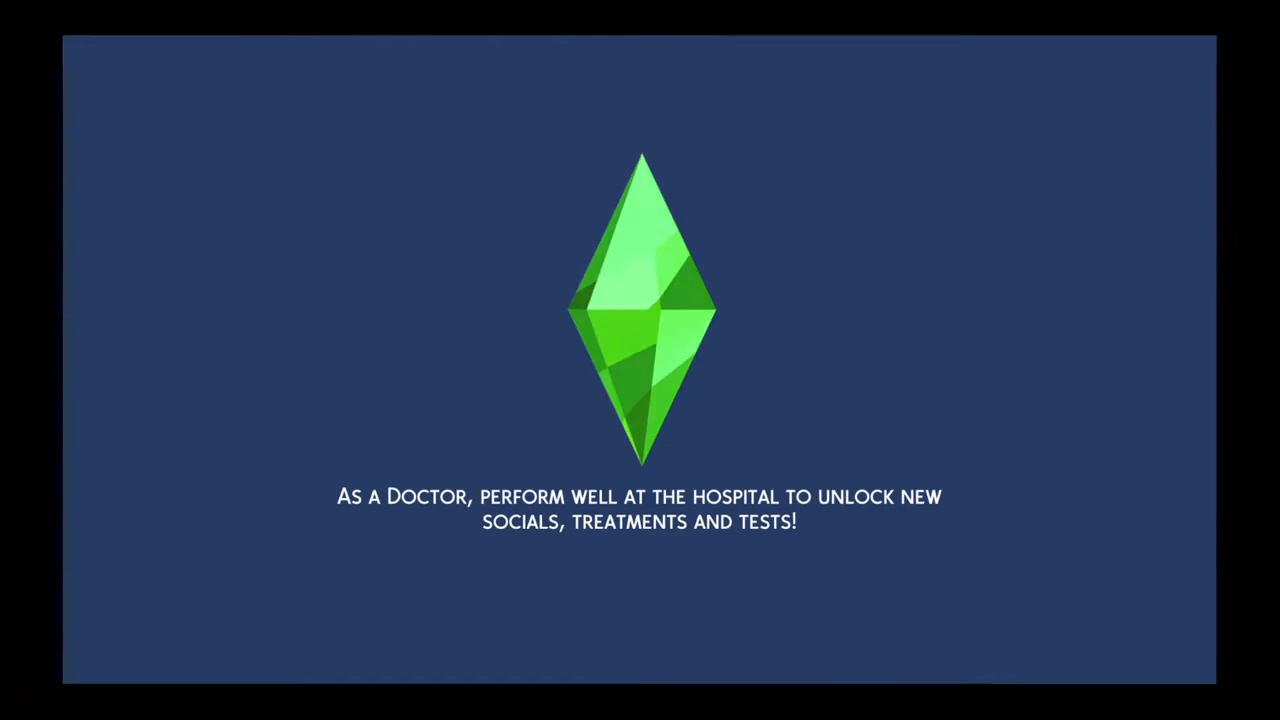 As a Doctor, perform well at the hospital to unlock new
socials, treatments and tests!